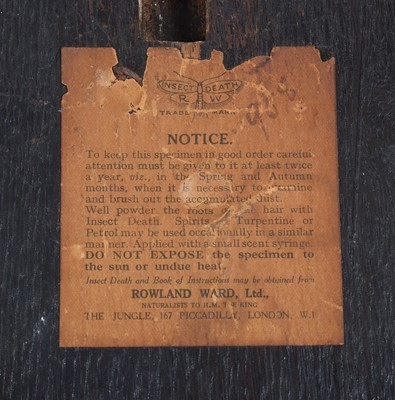 INSECT DEATH
R W
TRADE MARK
NOTICE.
To keep this specimen in good order careful
attention must be given to it at least twice
a year, viz., in the Spring and Autumn
months, when it is necessary to
and brush out the accumulated dust.
Well powder the roots hair with
Insect Death. Spirits Turpentine or
Petrol may be used occasionally in a similar
manner. Applied with a small scent syringe.
DO NOT EXPOSE the specimen to
the sun or undue heat.
Insect Death and Book of Instructions may be obtained from
ROWLAND WARD, Ltd.,
NATURALISTS TO H.M. THE KING
THE JUNGLE, 167 PICCADILLY, LONDON, W.1